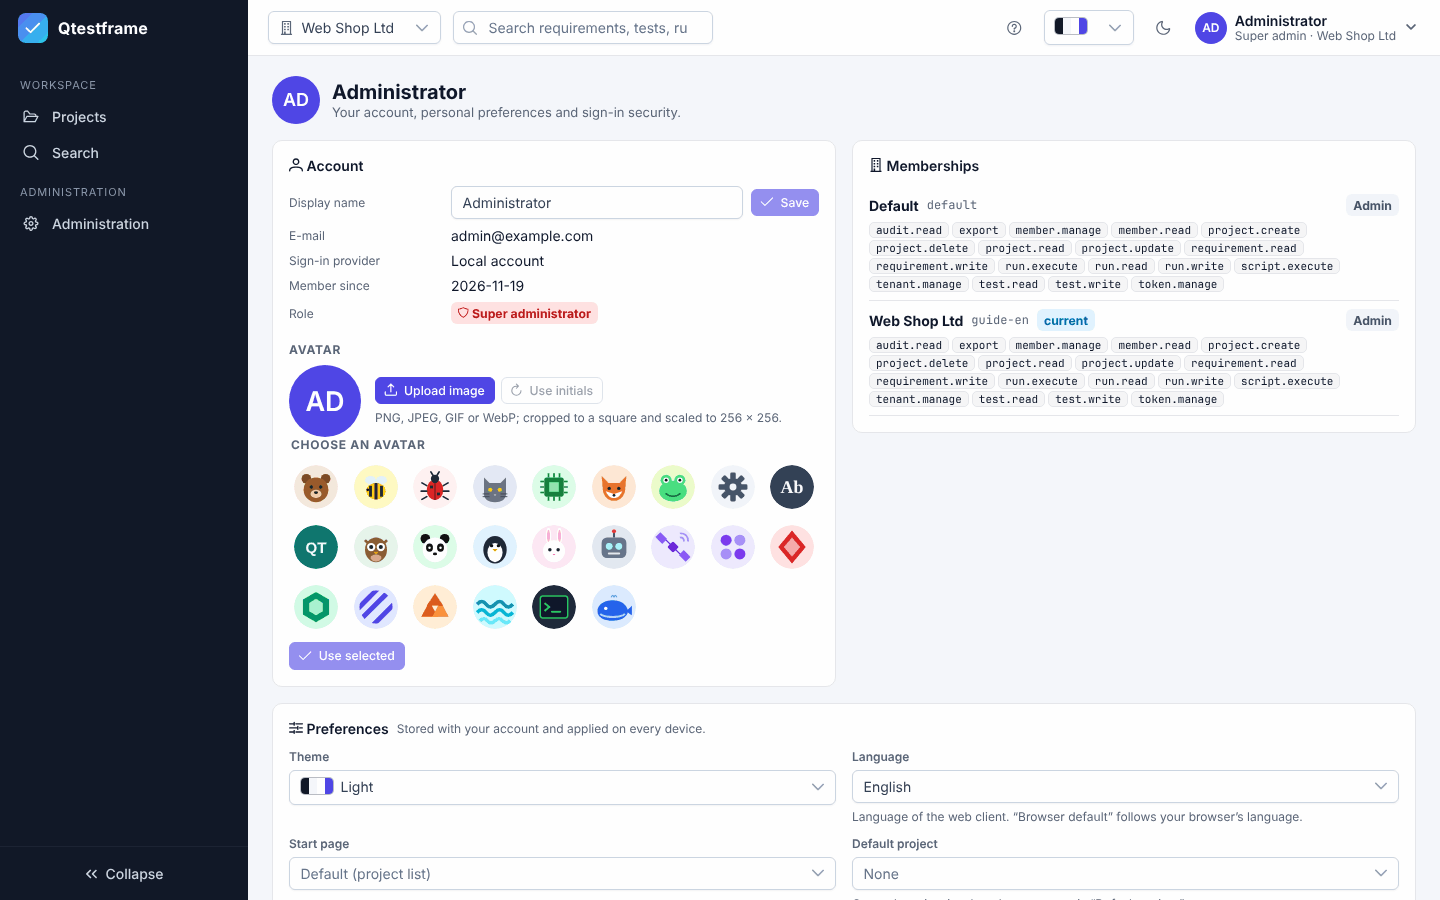 Qtestframe
WORKSPACE
Projects
Search
ADMINISTRATION
Administration
Collapse
Web Shop Ltd
Search requirements, tests, ru
AD
Administrator
Super admin · Web Shop Ltd
AD
Administrator
Your account, personal preferences and sign-in security.
Account
Display name
Administrator
Save
E-mail
admin@example.com
Sign-in provider
Local account
Member since
2026-11-19
Role
Super administrator
AVATAR
AD
Upload image
Use initials
PNG, JPEG, GIF or WebP; cropped to a square and scaled to 256 × 256.
CHOOSE AN AVATAR
Ab
QT
Use selected
Memberships
Default default Admin
audit.read export member.manage member.read project.create
project.delete project.read project.update requirement.read
requirement.write run.execute run.read run.write script.execute
tenant.manage test.read test.write token.manage
Web Shop Ltd guide-en current Admin
audit.read export member.manage member.read project.create
project.delete project.read project.update requirement.read
requirement.write run.execute run.read run.write script.execute
tenant.manage test.read test.write token.manage
Preferences Stored with your account and applied on every device.
Theme
Light
Language
English
Language of the web client. “Browser default” follows your browser’s language.
Start page
Default (project list)
Default project
None